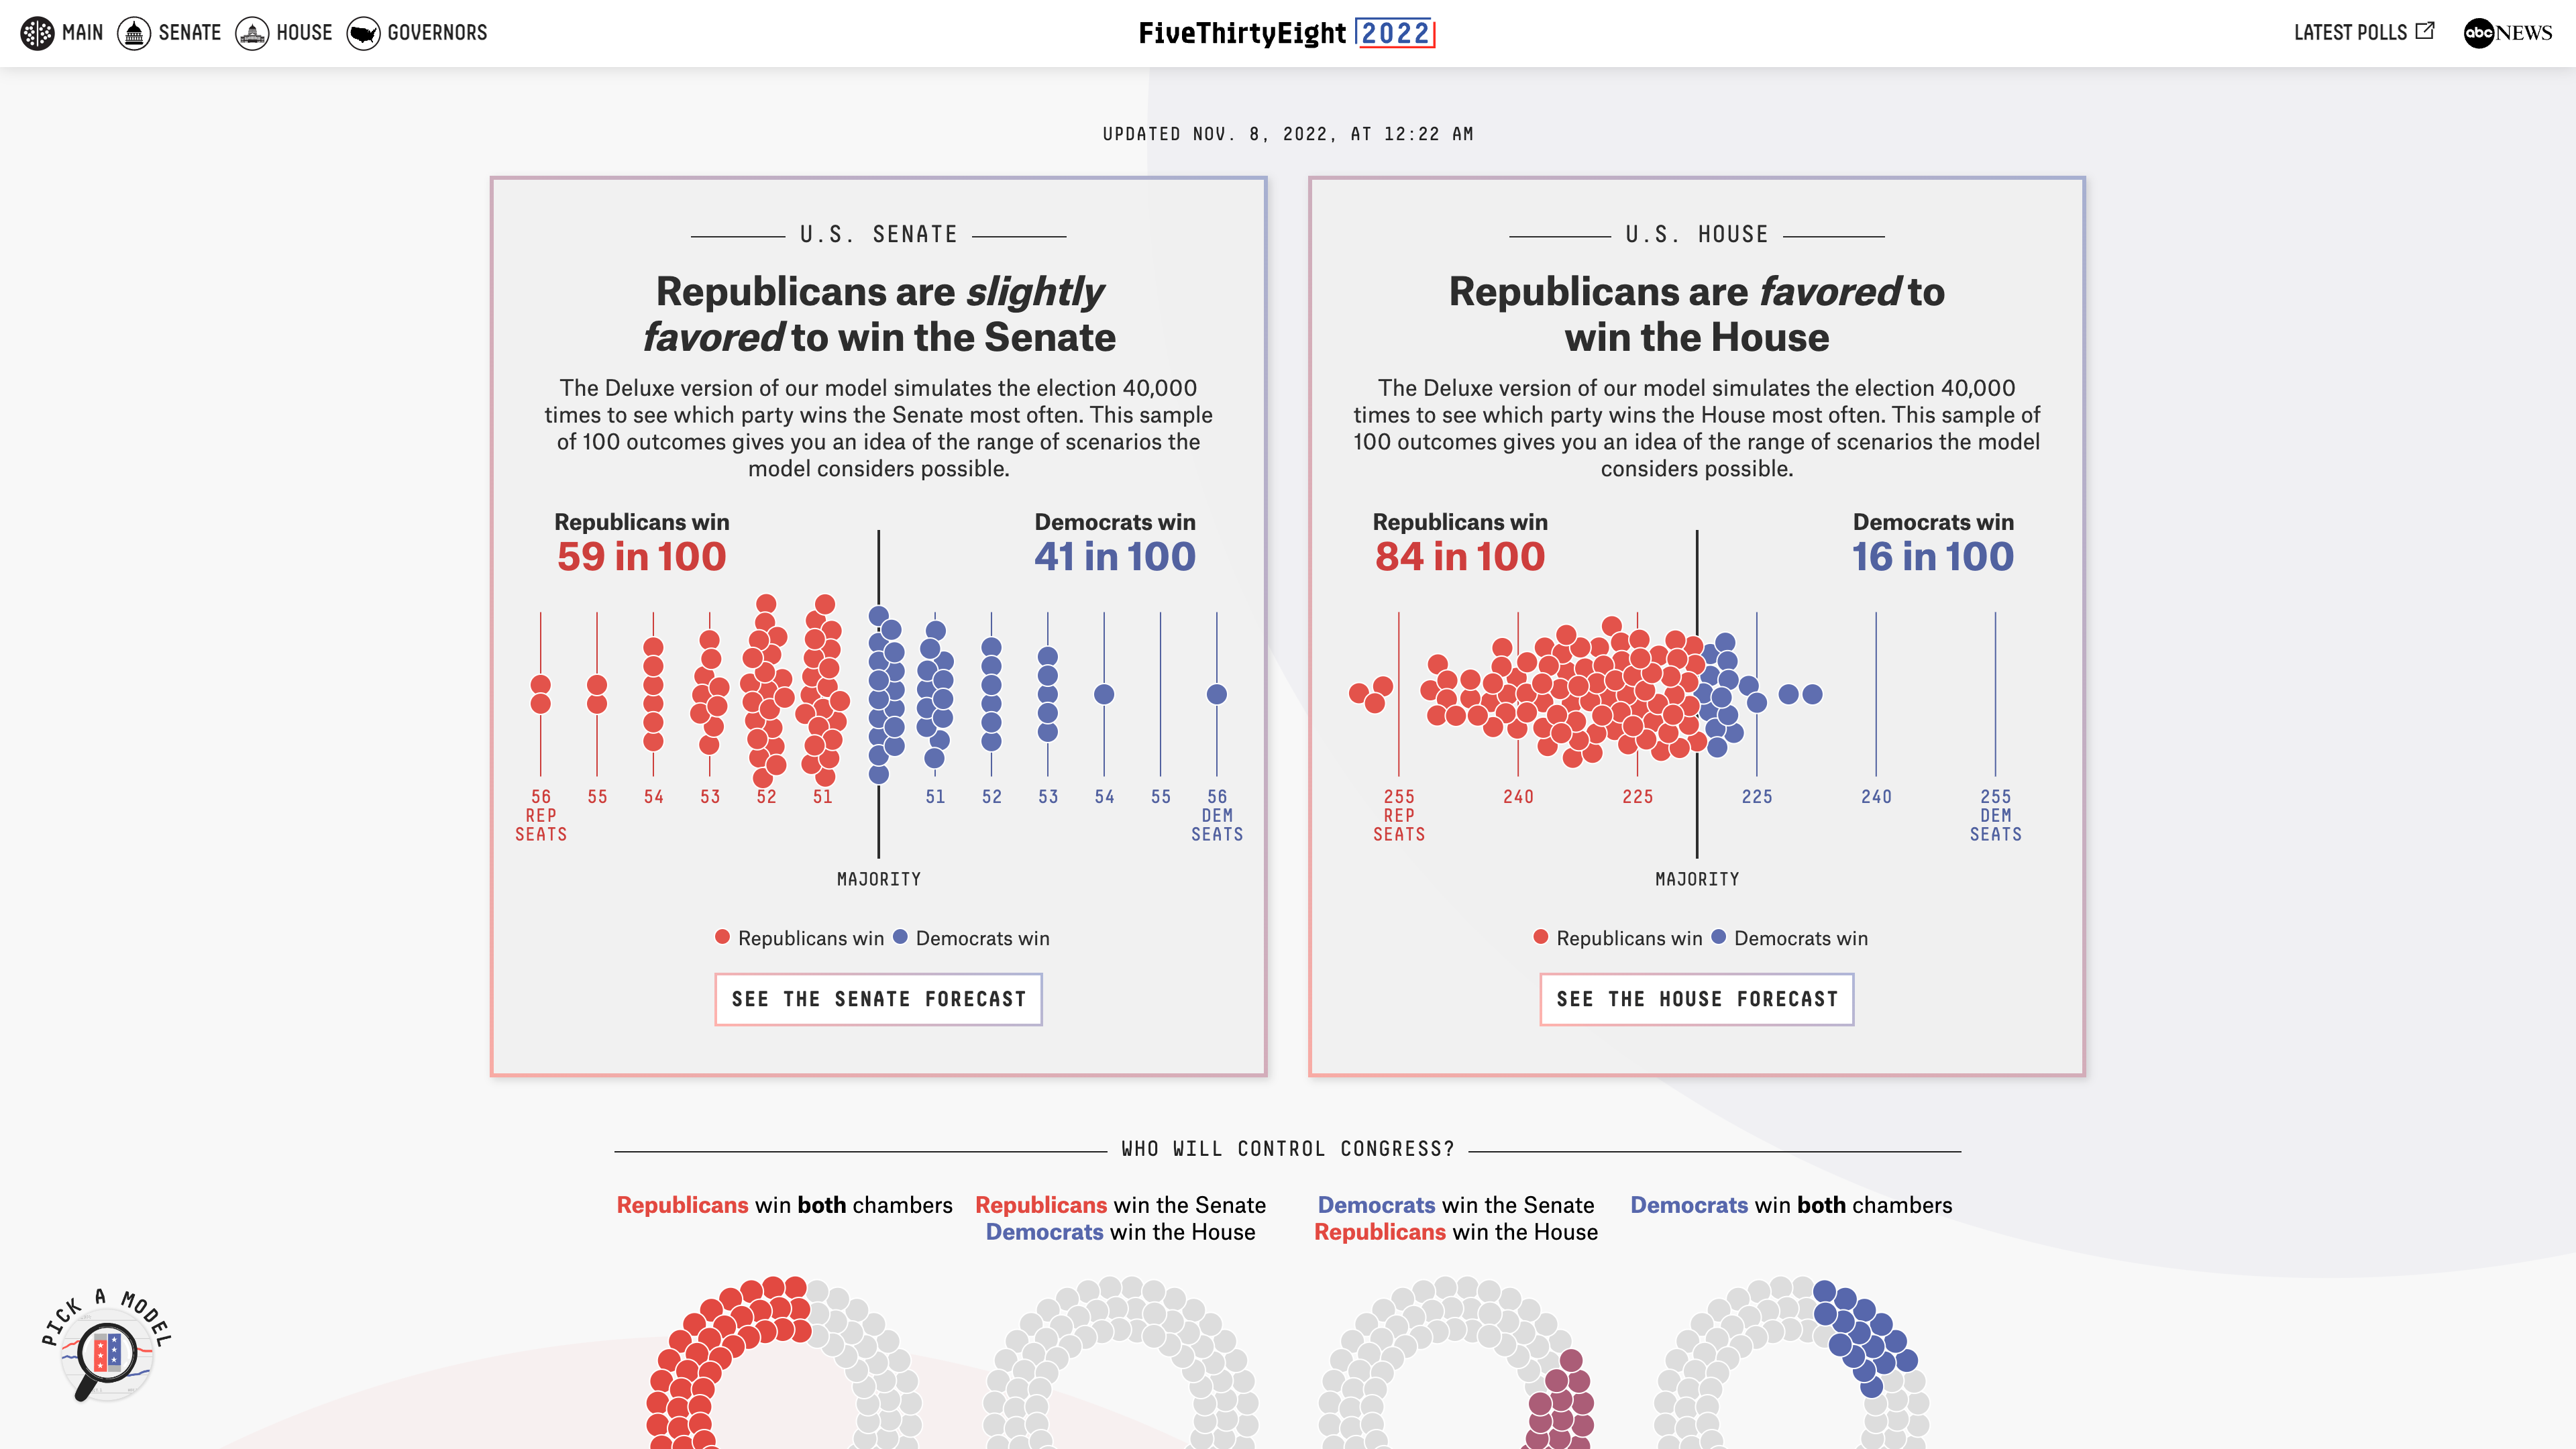 MAIN SENATE HOUSE GOVERNORS
FiveThirtyEight 2022
LATEST POLLS abc NEWS
UPDATED NOV. 8, 2022, AT 12:22 AM
U.S. SENATE
Republicans are slightly
favored to win the Senate
The Deluxe version of our model simulates the election 40,000
times to see which party wins the Senate most often. This sample
of 100 outcomes gives you an idea of the range of scenarios the
model considers possible.
Republicans win
59 in 100
Democrats win
41 in 100
56 55 54 53 52 51 51 52 53 54 55 56
REP DEM
SEATS SEATS
MAJORITY
Republicans win Democrats win
SEE THE SENATE FORECAST
U.S. HOUSE
Republicans are favored to
win the House
The Deluxe version of our model simulates the election 40,000
times to see which party wins the House most often. This sample of
100 outcomes gives you an idea of the range of scenarios the model
considers possible.
Republicans win
84 in 100
Democrats win
16 in 100
255 240 225 225 240 255
REP DEM
SEATS SEATS
MAJORITY
Republicans win Democrats win
SEE THE HOUSE FORECAST
WHO WILL CONTROL CONGRESS?
Republicans win both chambers
Republicans win the Senate
Democrats win the House
Democrats win the Senate
Republicans win the House
Democrats win both chambers
PICK A MODEL